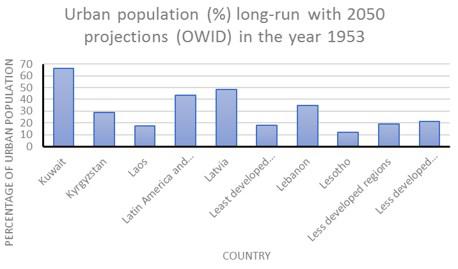 Urban population (%) long-run with 2050
projections (OWID) in the year 1953
PERCENTAGE OF URBAN POPULATION
70
60
50
40
30
20
10
0
Kuwait
Kyrgyzstan
Laos
Latin America and...
Latvia
Least developed...
Lebanon
Lesotho
Less developed regions
Less developed...
COUNTRY